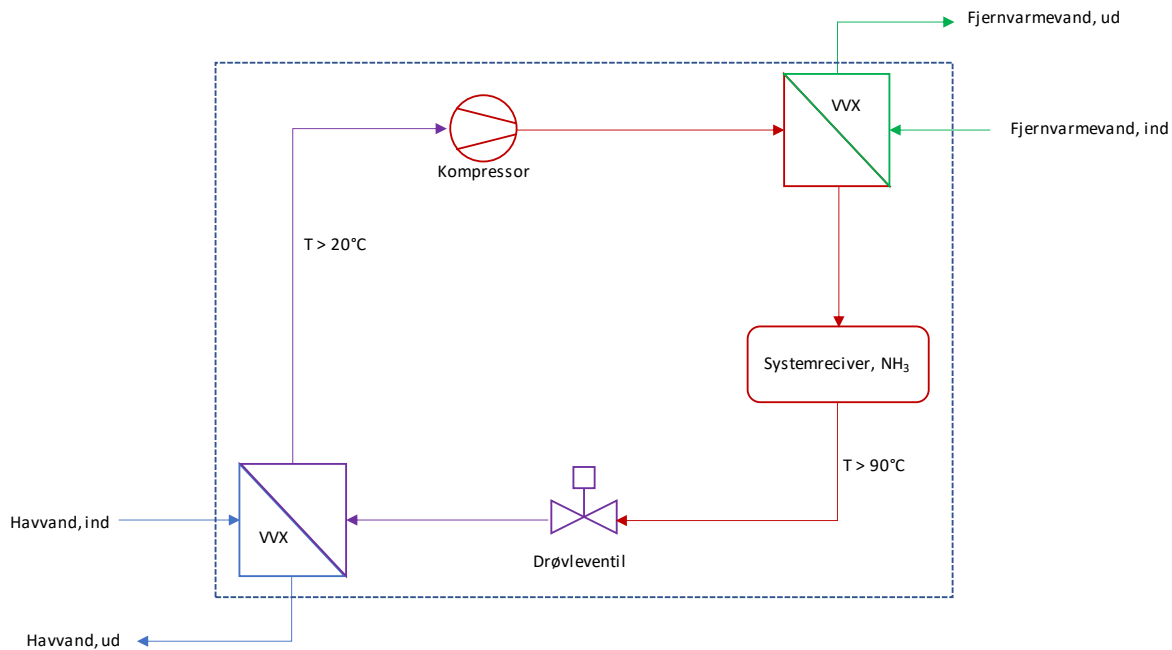 Fjernvarmevand, ud
VVX
Fjernvarmevand, ind
Kompressor
T > 20°C
Systemreciver, NH₃
T > 90°C
Havvand, ind
VVX
Drøvleventil
Havvand, ud